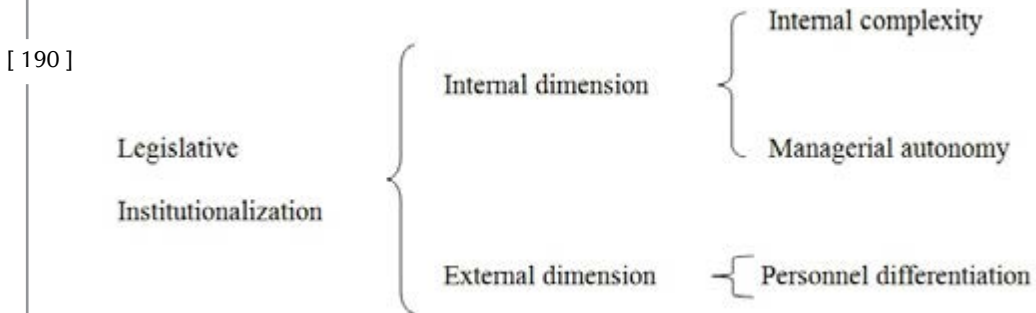 Internal complexity
[ 190 ]
Internal dimension
Legislative
Managerial autonomy
Institutionalization
External dimension
Personnel differentiation